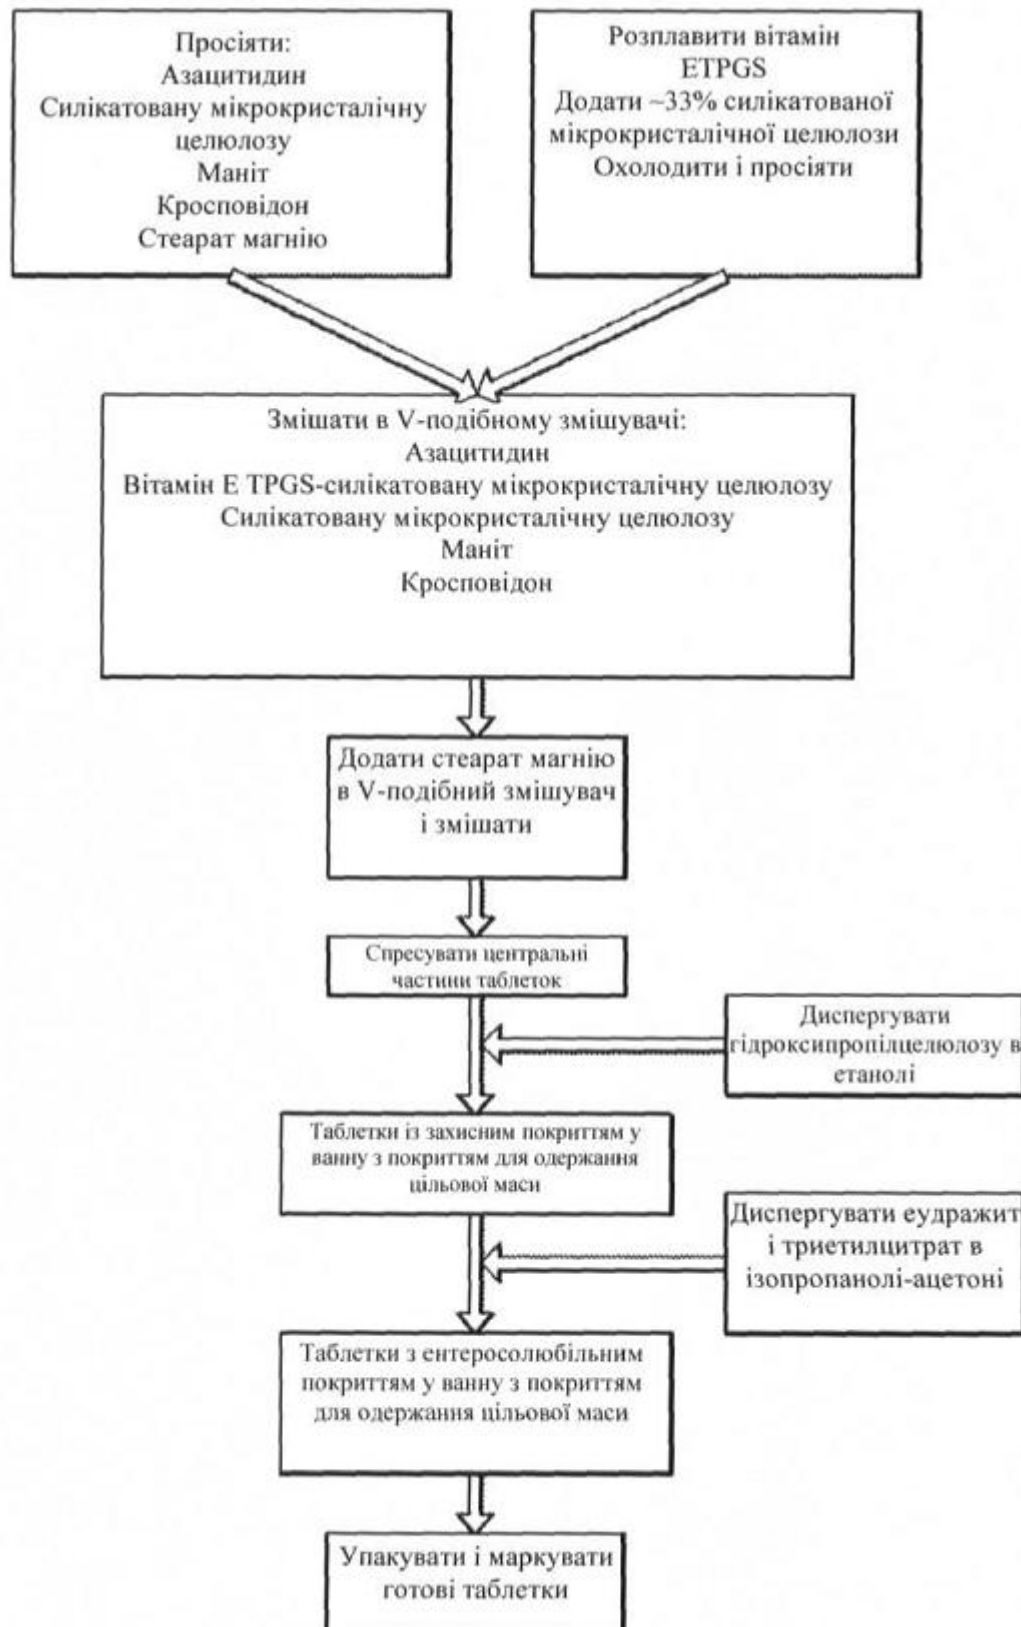 Просіяти:
Азацитидин
Силікатовану мікрокристалічну
целюлозу
Маніт
Кросповідон
Стеарат магнію
Розплавити вітамін
ETPGS
Додати ~33% силікатованої
мікрокристалічної целюлози
Охолодити і просіяти
Змішати в V-подібному змішувачі:
Азацитидин
Вітамін Е TPGS-силікатовану мікрокристалічну целюлозу
Силікатовану мікрокристалічну целюлозу
Маніт
Кросповідон
Додати стеарат магнію
в V-подібний змішувач
і змішати
Спресувати центральні
частини таблеток
Диспергувати
гідроксипропілцелюлозу в
етанолі
Таблетки із захисним покриттям у
ванну з покриттям для одержання
цільової маси
Диспергувати еудражит
і триетилцитрат в
ізопропанолі-ацетоні
Таблетки з ентеросолюбільним
покриттям у ванну з покриттям
для одержання цільової маси
Упакувати і маркувати
готові таблетки